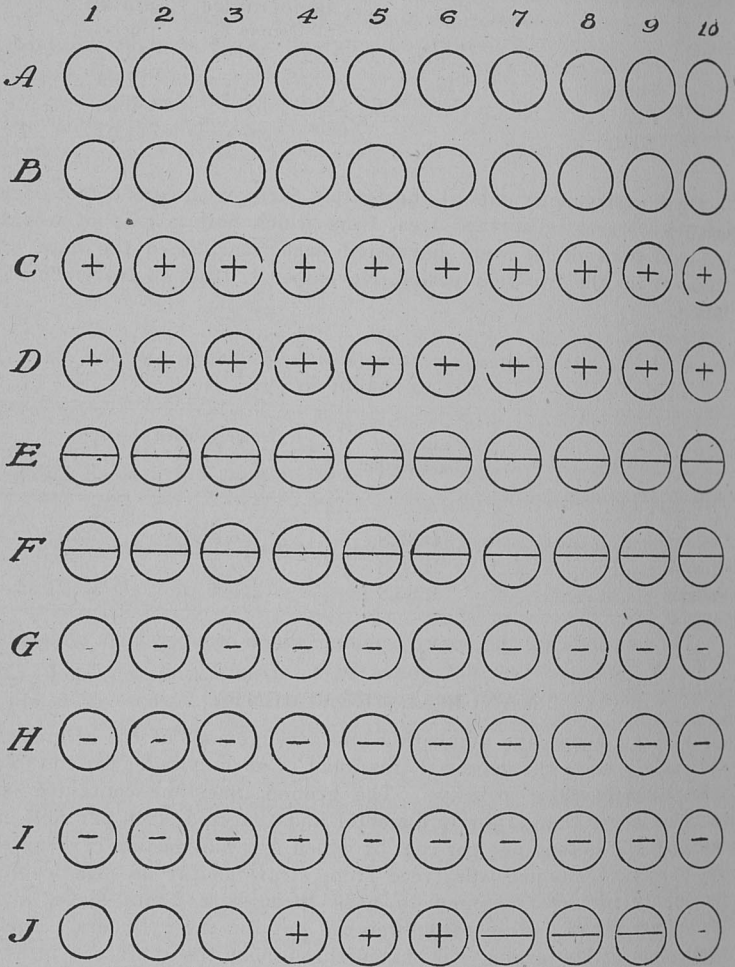 1 2 3 4 5 6 7 8 9 10
A
B
C + + + + + + + + + +
D + + + + + + + + + +
E
F
G - - - - - - - - - -
H - - - - - - - - - -
I - - - - - - - - - -
J + + + - - - -